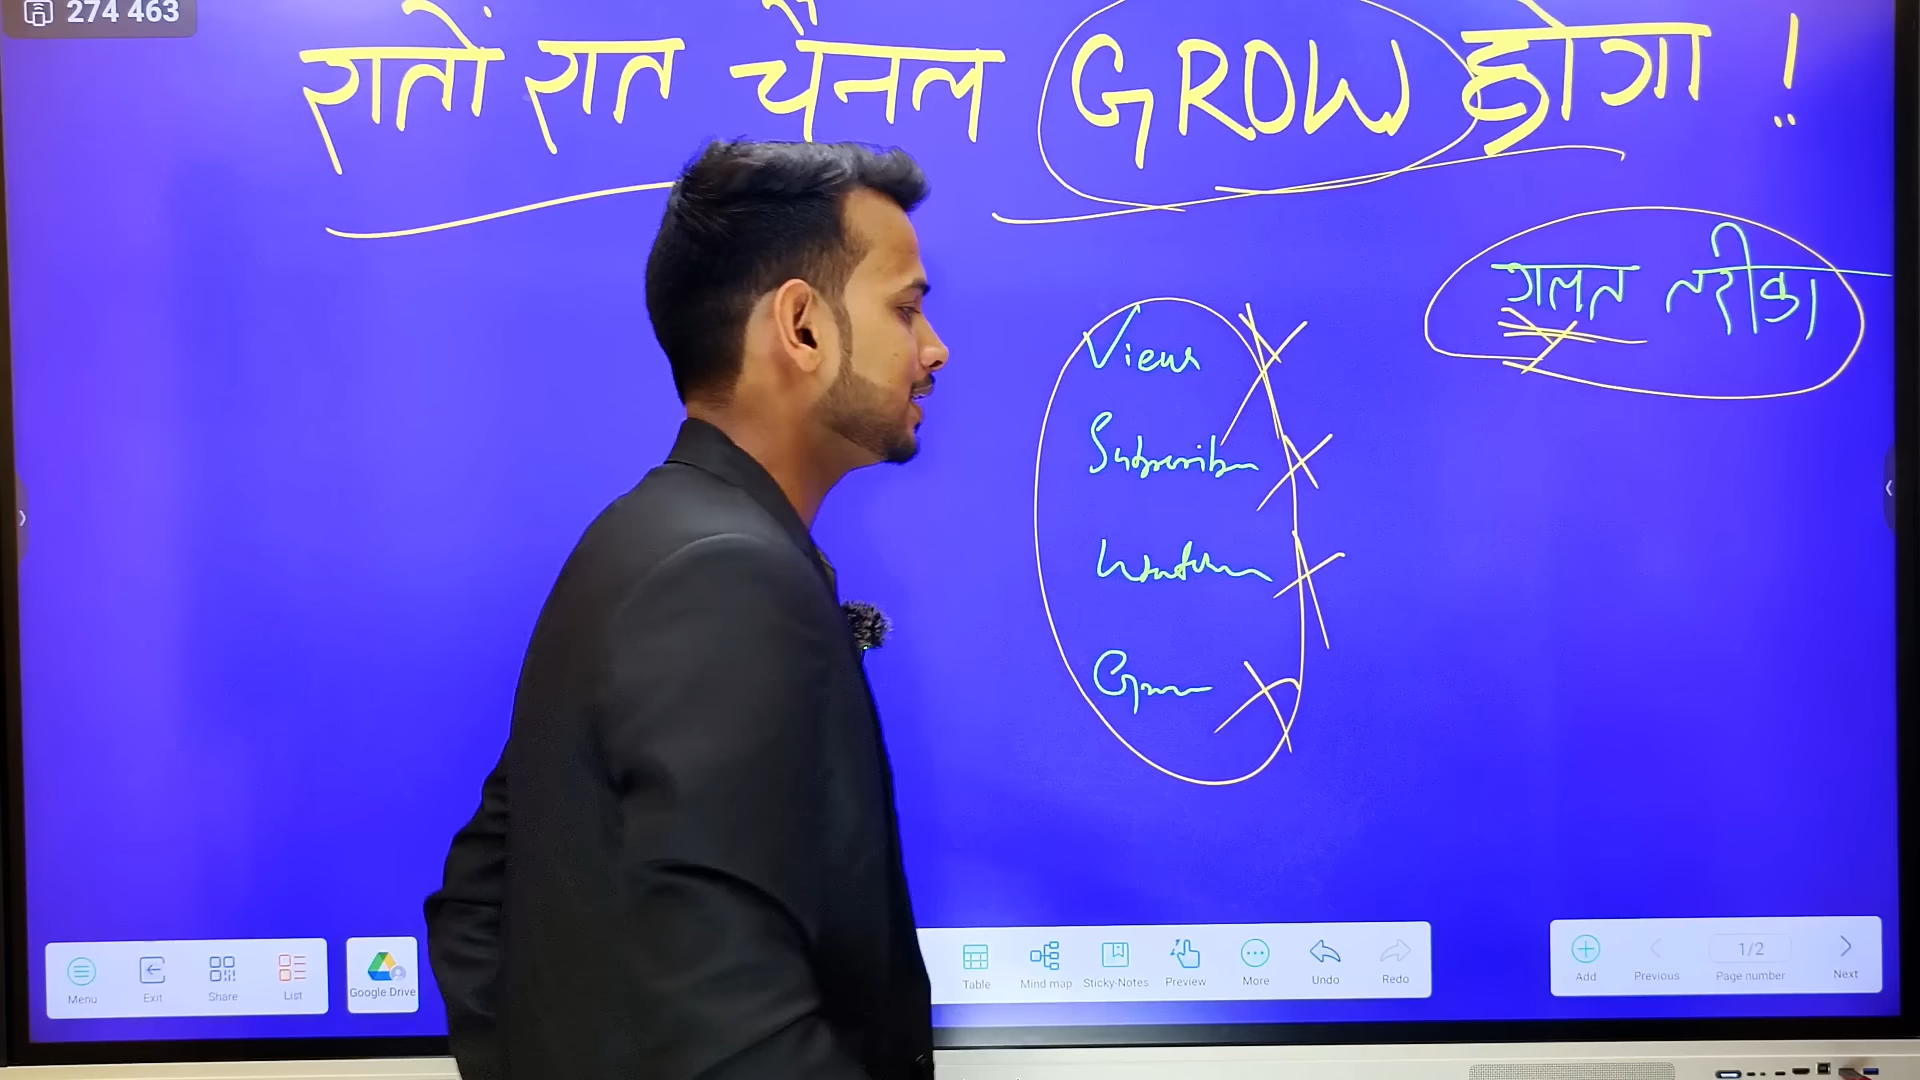 274 463
रातों रात चैनल GROW होगा !
गलत तरीका
Views
Subscriber
Menu
Exit
Share
List
Google Drive
Table
Mind map
Sticky-Notes
Preview
More
Undo
Redo
Add
Previous
1/2
Page number
Next